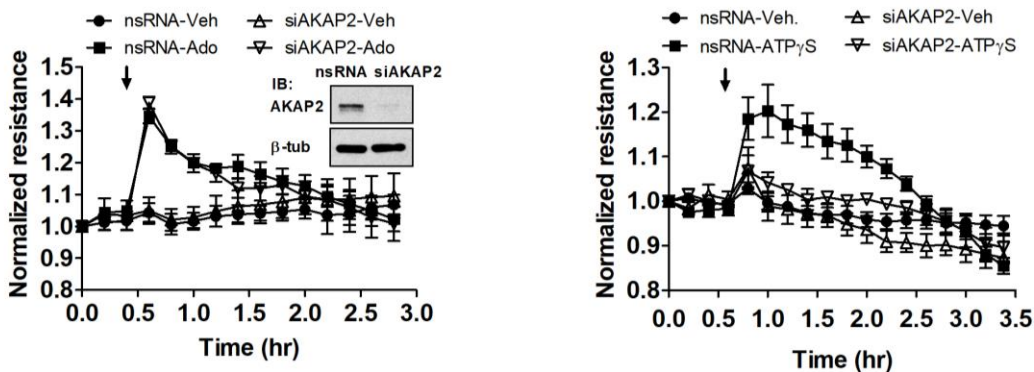 nsRNA-Veh siAKAP2-Veh
nsRNA-Ado siAKAP2-Ado
Normalized resistance
1.5
1.4
1.3
1.2
1.1
1.0
0.9
0.8
IB: nsRNA siAKAP2
AKAP2
β-tub
0.0 0.5 1.0 1.5 2.0 2.5 3.0
Time (hr)
nsRNA-Veh. siAKAP2-Veh
nsRNA-ATPγS siAKAP2-ATPγS
Normalized resistance
1.3
1.2
1.1
1.0
0.9
0.8
0.0 0.5 1.0 1.5 2.0 2.5 3.0 3.5
Time (hr)